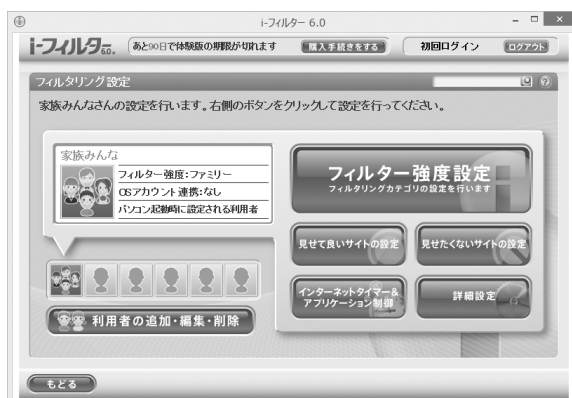 i-フィルター 6.0
i-フィルター 6.0.
あと90日で体験版の期限が切れます
購入手続きをする
初回ログイン
ログアウト
フィルタリング設定
家族みんなさんの設定を行います。右側のボタンをクリックして設定を行ってください。
家族みんな
フィルター強度:ファミリー
OSアカウント連携:なし
パソコン起動時に設定される利用者
フィルター強度設定
フィルタリングカテゴリの設定を行います
見せて良いサイトの設定
見せたくないサイトの設定
インターネットタイマー&
アプリケーション制御
詳細設定
利用者の追加・編集・削除
もどる